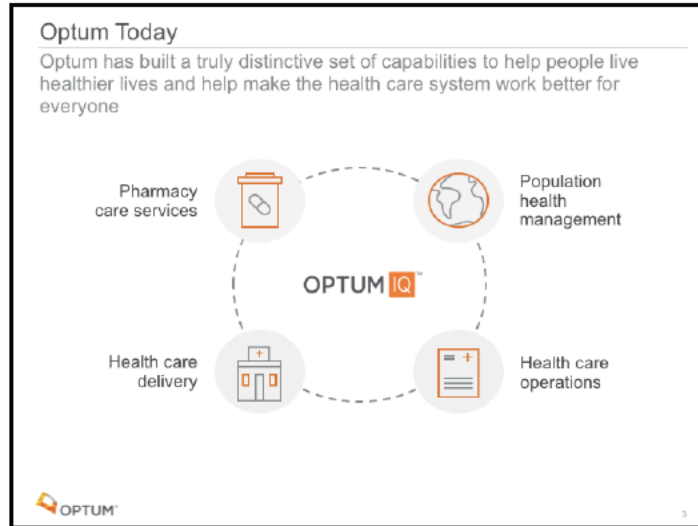 Optum Today
Optum has built a truly distinctive set of capabilities to help people live
healthier lives and help make the health care system work better for
everyone
Pharmacy
care services
Population
health
management
OPTUM IQ™
Health care
delivery
Health care
operations
OPTUM®
3